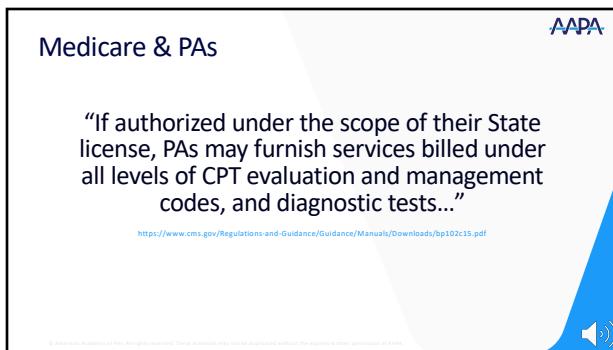 AAPA
Medicare & PAs
“If authorized under the scope of their State
license, PAs may furnish services billed under
all levels of CPT evaluation and management
codes, and diagnostic tests…”
https://www.cms.gov/Regulations-and-Guidance/Guidance/Manuals/Downloads/bp102c15.pdf